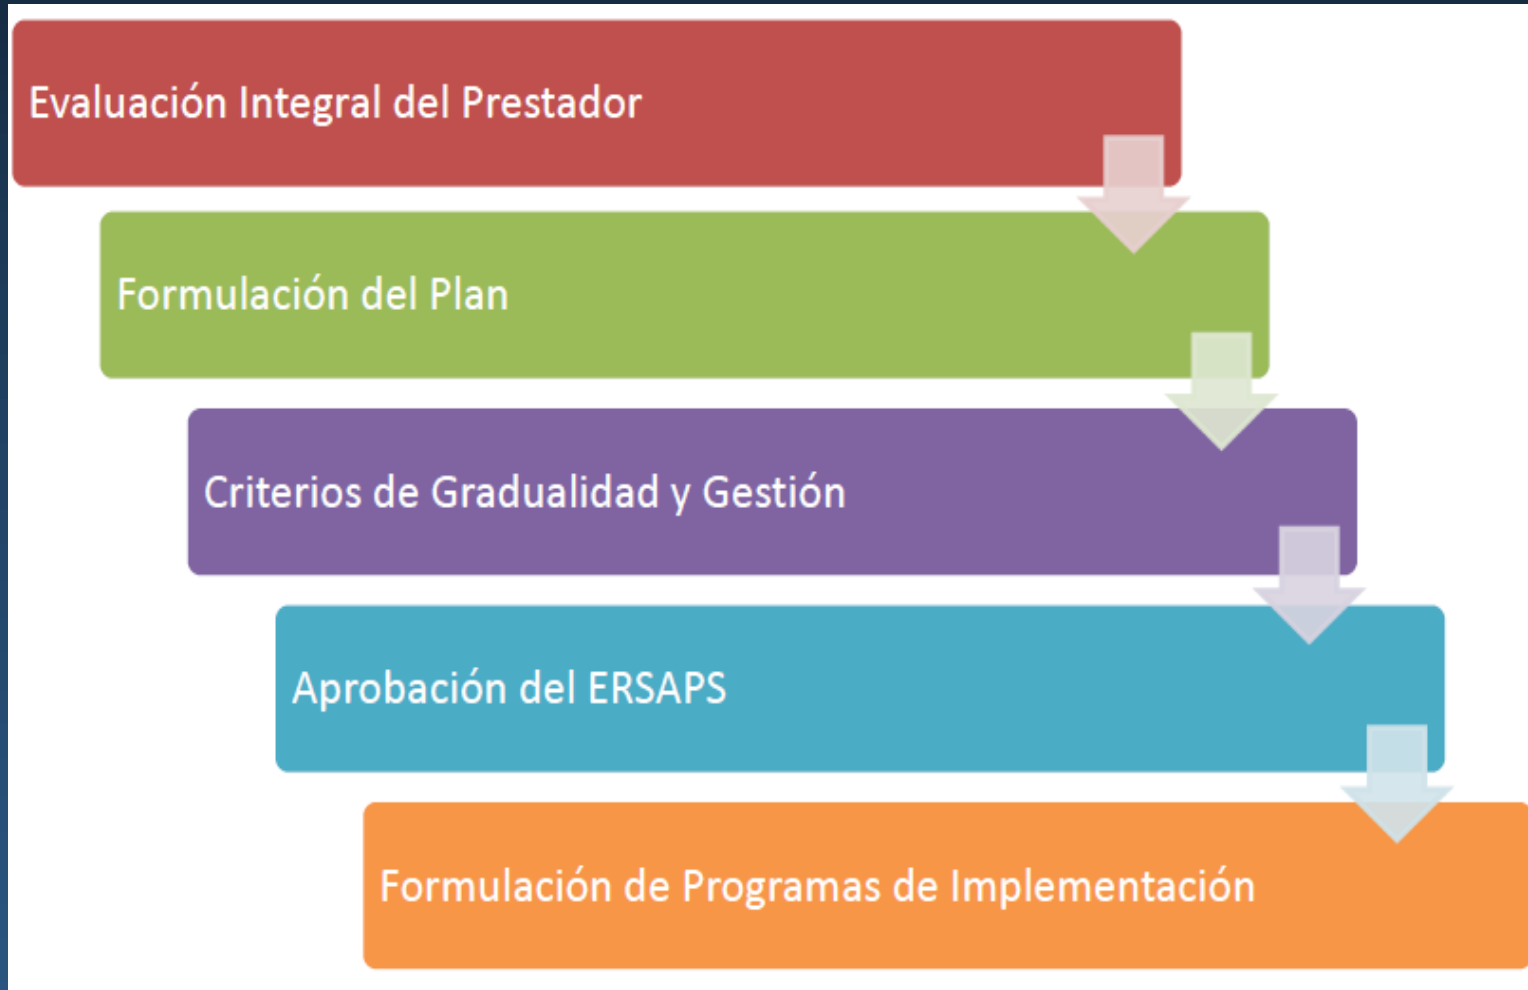 Evaluación Integral del Prestador
Formulación del Plan
Criterios de Gradualidad y Gestión
Aprobación del ERSAPS
Formulación de Programas de Implementación